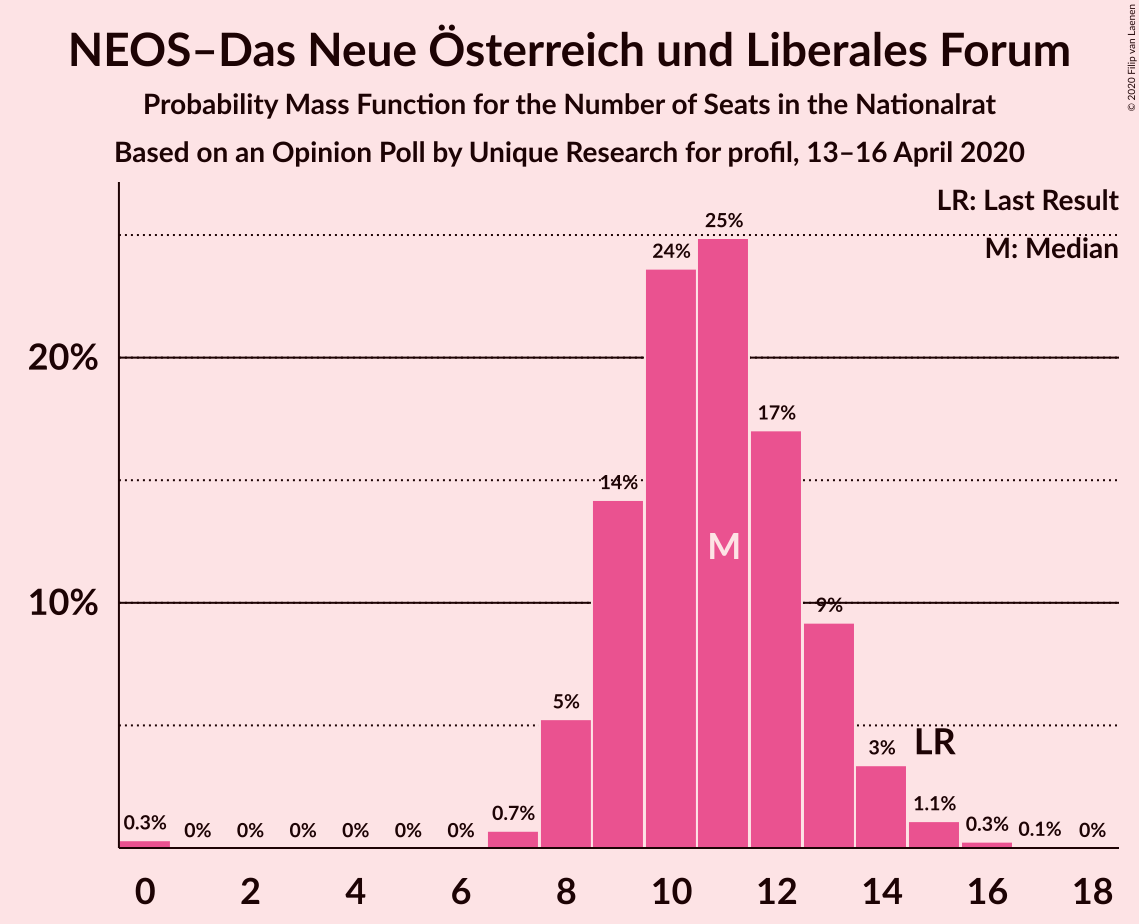 NEOS–Das Neue Österreich und Liberales Forum
Probability Mass Function for the Number of Seats in the Nationalrat
Based on an Opinion Poll by Unique Research for profil, 13–16 April 2020
© 2020 Filip van Laenen
LR: Last Result
M: Median
20%
10%
0.3%
0%
0%
0%
0%
0%
0%
0.7%
5%
14%
24%
25%
17%
9%
3%
1.1%
0.3%
0.1%
0%
M
LR
0 2 4 6 8 10 12 14 16 18